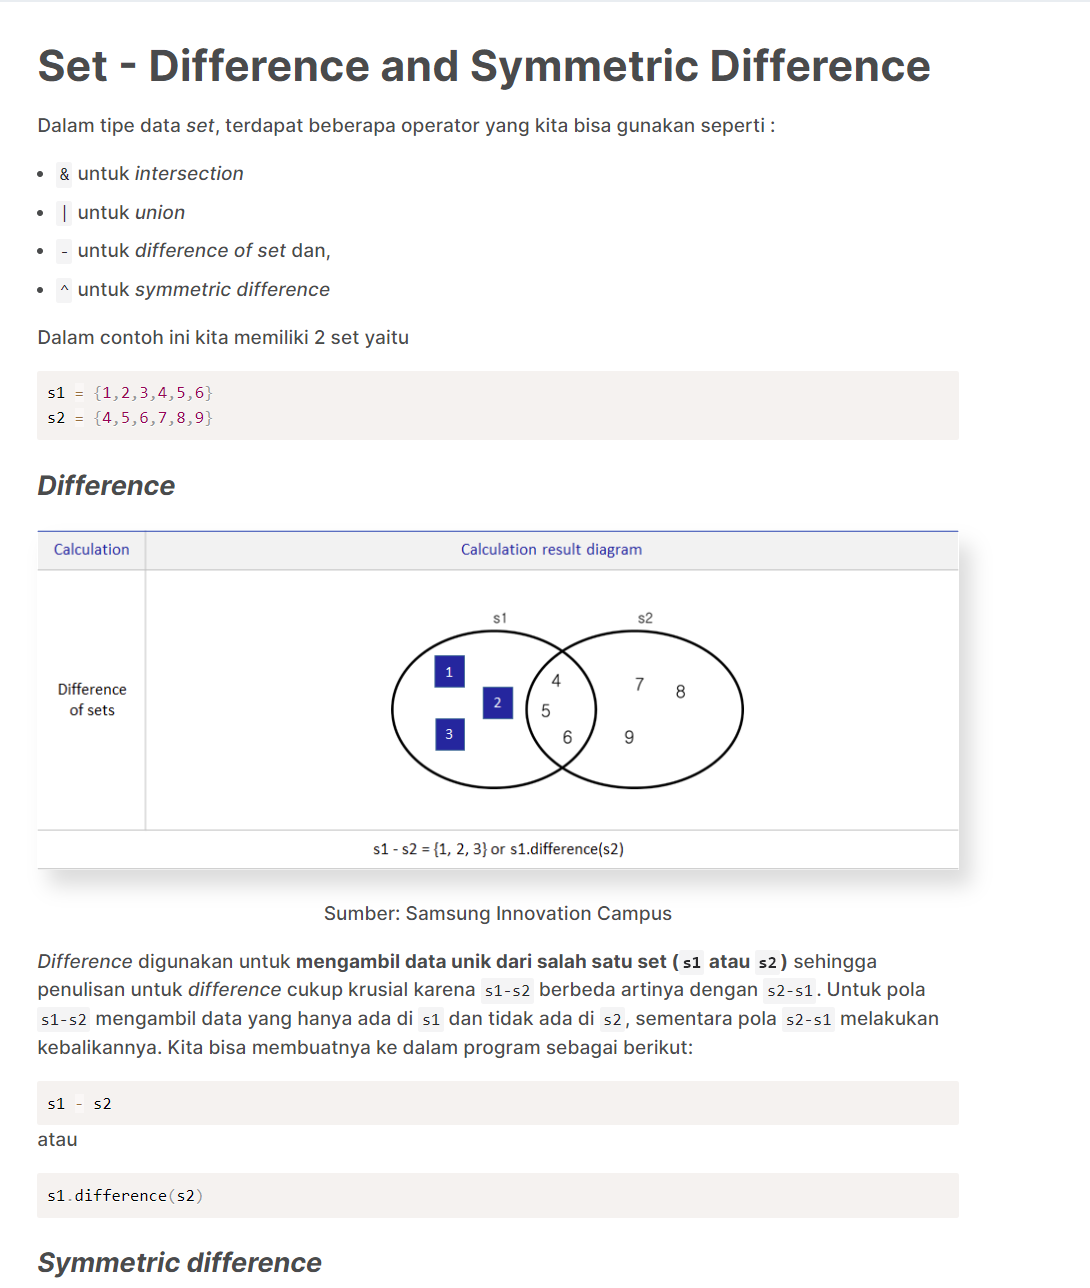 Set - Difference and Symmetric Difference
Dalam tipe data set, terdapat beberapa operator yang kita bisa gunakan seperti :
• & untuk intersection
• | untuk union
• - untuk difference of set dan,
• ^ untuk symmetric difference
Dalam contoh ini kita memiliki 2 set yaitu
s1 = {1,2,3,4,5,6}
s2 = {4,5,6,7,8,9}
Difference
Calculation Calculation result diagram
s1 s2
1
2
3
4
5
6
7
8
9
Difference
of sets
s1 - s2 = {1, 2, 3} or s1.difference(s2)
Sumber: Samsung Innovation Campus
Difference digunakan untuk mengambil data unik dari salah satu set ( s1 atau s2 ) sehingga
penulisan untuk difference cukup krusial karena s1-s2 berbeda artinya dengan s2-s1 . Untuk pola
s1-s2 mengambil data yang hanya ada di s1 dan tidak ada di s2 , sementara pola s2-s1 melakukan
kebalikannya. Kita bisa membuatnya ke dalam program sebagai berikut:
s1 - s2
atau
s1.difference(s2)
Symmetric difference